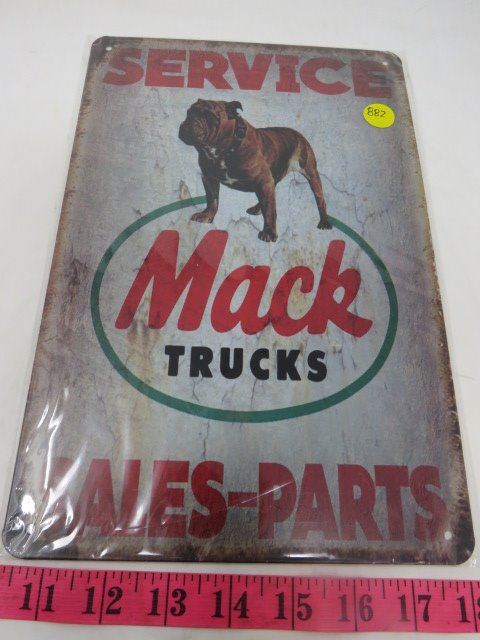 SERVICE
882
Mack
TRUCKS
SALES-PARTS
11 12 13 14 15 16 17